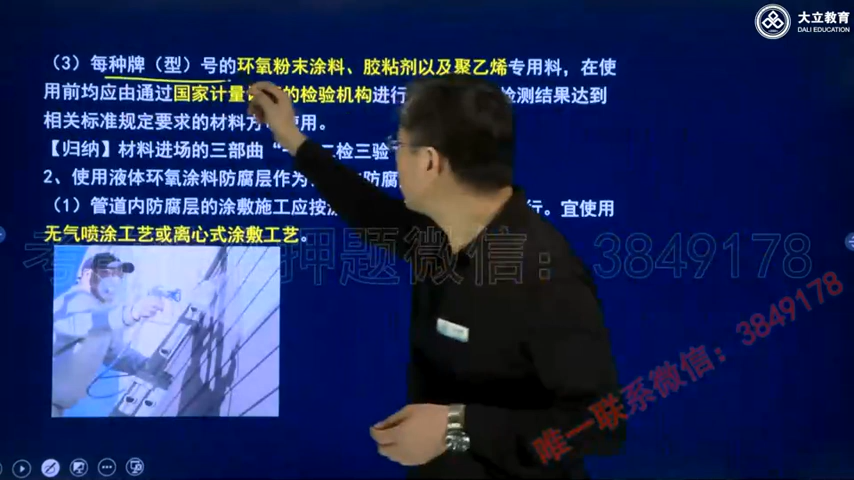 大立教育
DALI EDUCATION
（3）每种牌（型）号的环氧粉末涂料、胶粘剂以及聚乙烯专用料，在使
用前均应由通过国家计量 的检验机构进行 检测结果达到
相关标准规定要求的材料方可使用。
【归纳】材料进场的三部曲“ 二检三验
2、使用液体环氧涂料防腐层作为 防腐
（1）管道内防腐层的涂敷施工应按 行。宜使用
无气喷涂工艺或离心式涂敷工艺。
押题微信：3849178
唯一联系微信：3849178